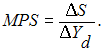 MPS = ΔS / ΔY_d.